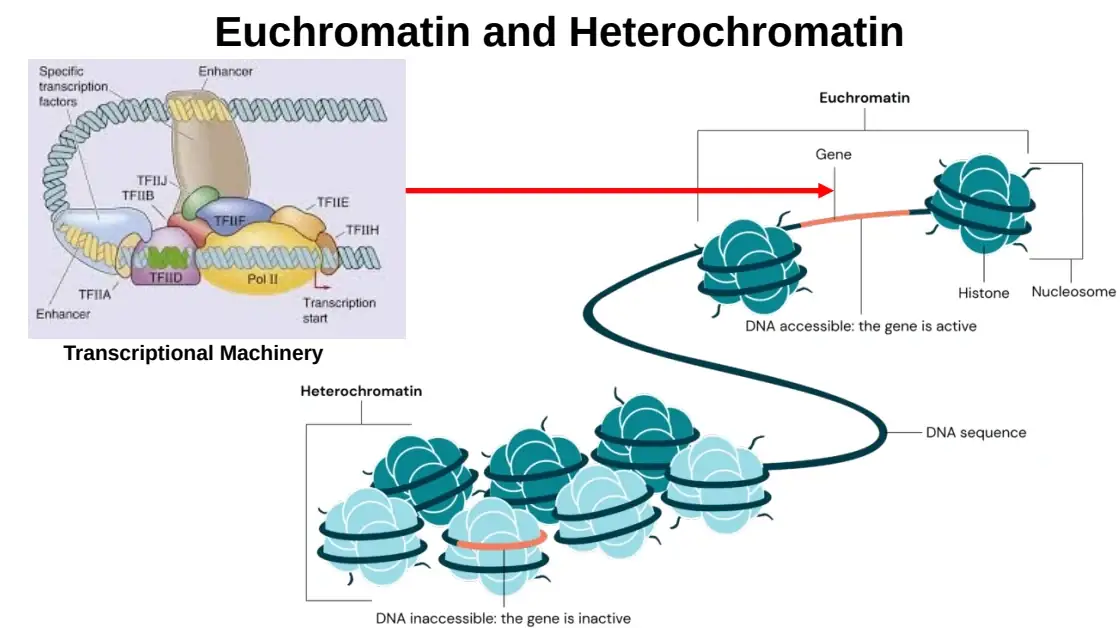 Euchromatin and Heterochromatin
Specific
transcription
factors
Enhancer
TFIIJ
TFIIB
TFIIF
TFIIE
TFIIH
TFIID
Pol II
TFIIA
Enhancer
Transcription
start
Transcriptional Machinery
Euchromatin
Gene
Histone
Nucleosome
DNA accessible: the gene is active
Heterochromatin
DNA sequence
DNA inaccessible: the gene is inactive